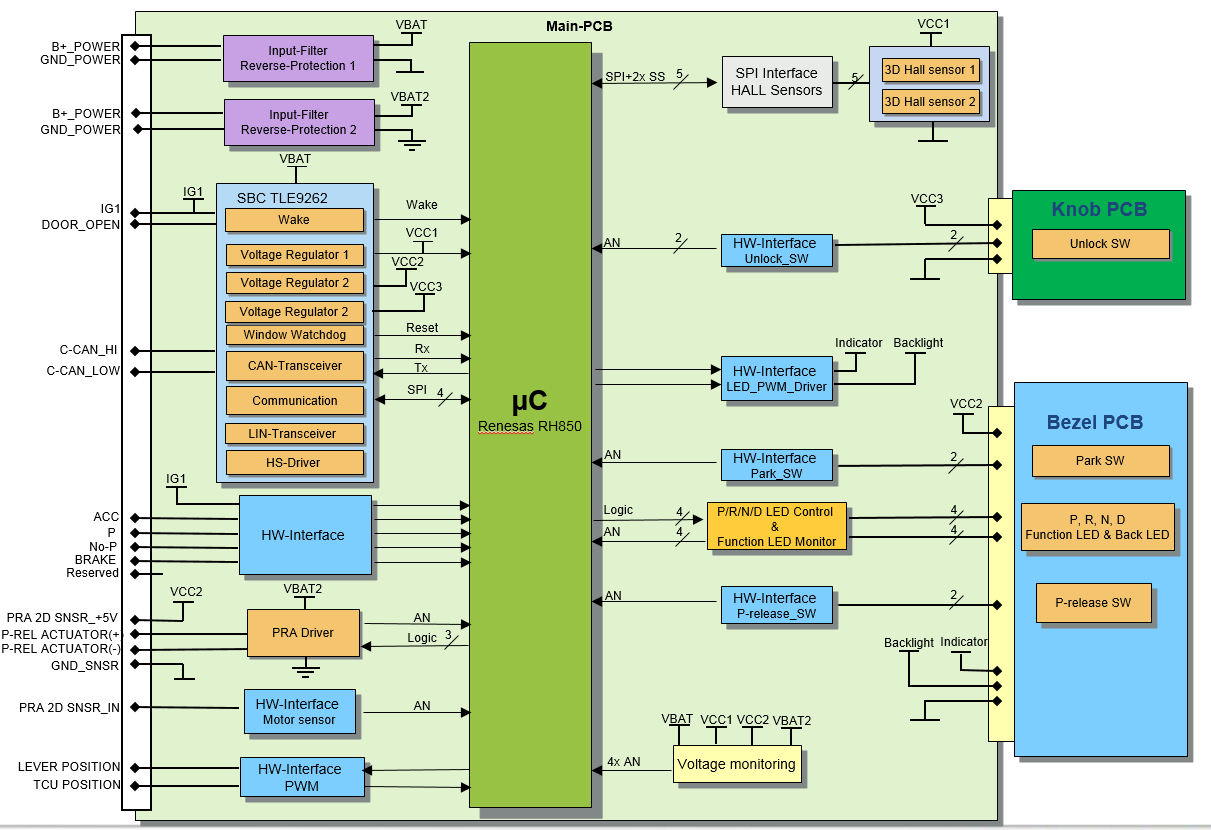 Main-PCB
B+_POWER
GND_POWER
Input-Filter
Reverse-Protection 1
VBAT
B+_POWER
GND_POWER
Input-Filter
Reverse-Protection 2
VBAT2
VBAT
IG1
IG1
DOOR_OPEN
SBC TLE9262
Wake
Voltage Regulator 1
Voltage Regulator 2
Voltage Regulator 2
Window Watchdog
CAN-Transceiver
Communication
LIN-Transceiver
HS-Driver
C-CAN_HI
C-CAN_LOW
Wake
VCC1
VCC2
VCC3
Reset
Rx
Tx
SPI
4
IG1
ACC
P
No-P
BRAKE
Reserved
HW-Interface
VCC2
VBAT2
PRA 2D SNSR_+5V
P-REL ACTUATOR(+)
P-REL ACTUATOR(-)
GND_SNSR
PRA Driver
AN
Logic
3
PRA 2D SNSR_IN
HW-Interface
Motor sensor
AN
LEVER POSITION
TCU POSITION
HW-Interface
PWM
µC
Renesas RH850
SPI+2x SS
5
SPI Interface
HALL Sensors
5
VCC1
3D Hall sensor 1
3D Hall sensor 2
AN
2
HW-Interface
Unlock_SW
VCC3
2
Knob PCB
Unlock SW
HW-Interface
LED_PWM_Driver
Indicator
Backlight
VCC2
AN
HW-Interface
Park_SW
2
Logic
4
AN
4
P/R/N/D LED Control
&
Function LED Monitor
4
4
AN
HW-Interface
P-release_SW
2
Backlight
Indicator
Bezel PCB
Park SW
P, R, N, D
Function LED & Back LED
P-release SW
VBAT
VCC1
VCC2
VBAT2
4x AN
Voltage monitoring